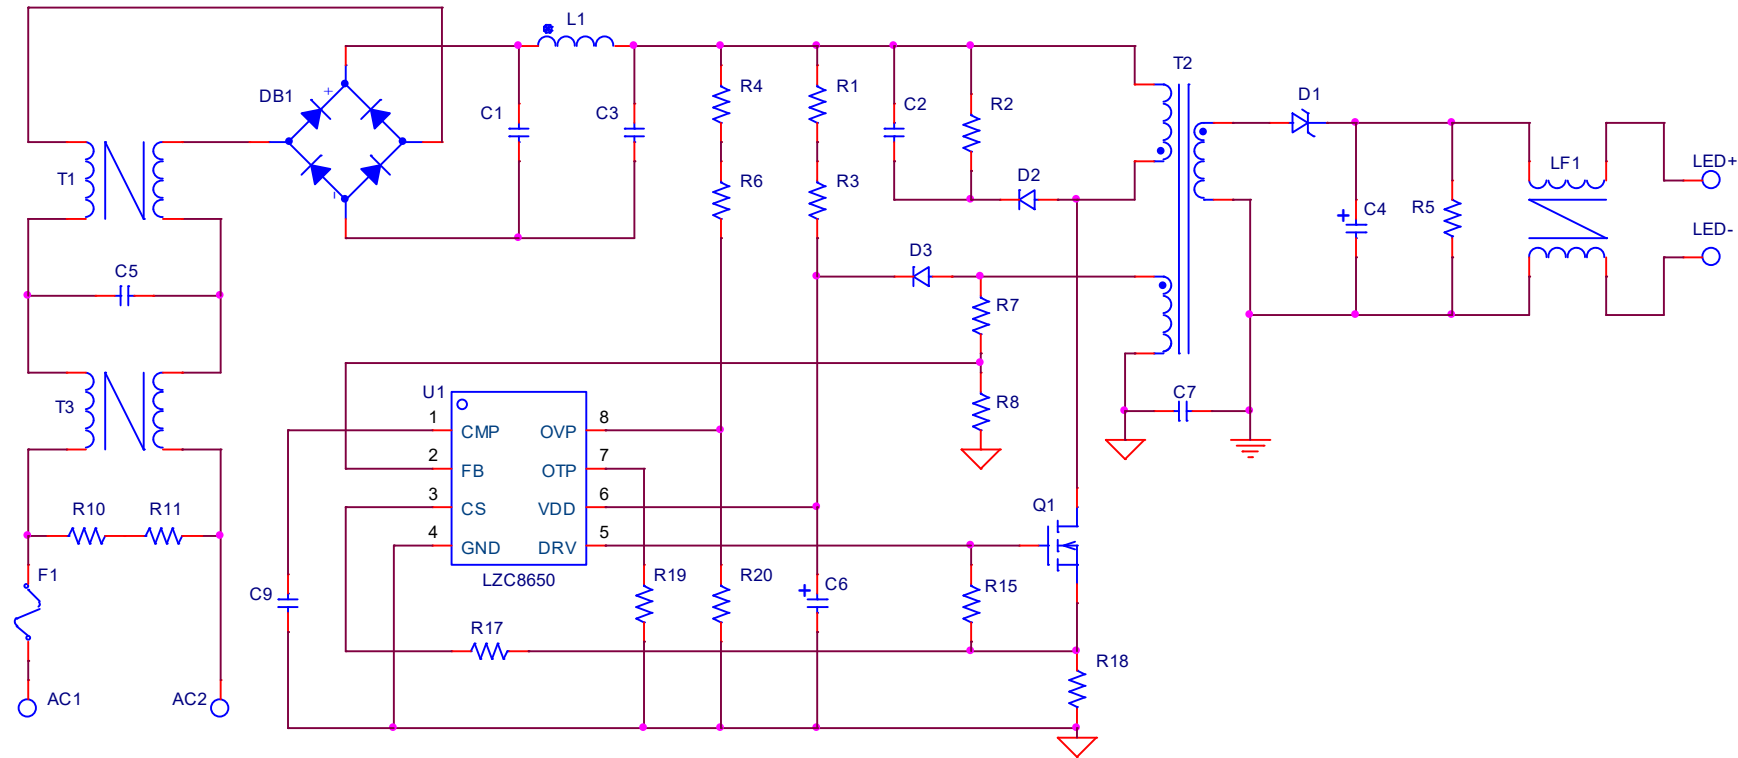 L1
T2
DB1
+
-
C1
C3
R4
R1
C2
R2
D1
T1
R6
R3
D2
LED+
LF1
C4
+
R5
LED-
C5
D3
R7
T3
U1
R8
C7
1
CMP
OVP
8
2
FB
OTP
7
3
CS
VDD
6
4
GND
DRV
5
LZC8650
Q1
R10
R11
F1
C9
R19
R20
+
C6
R15
R17
R18
AC1
AC2